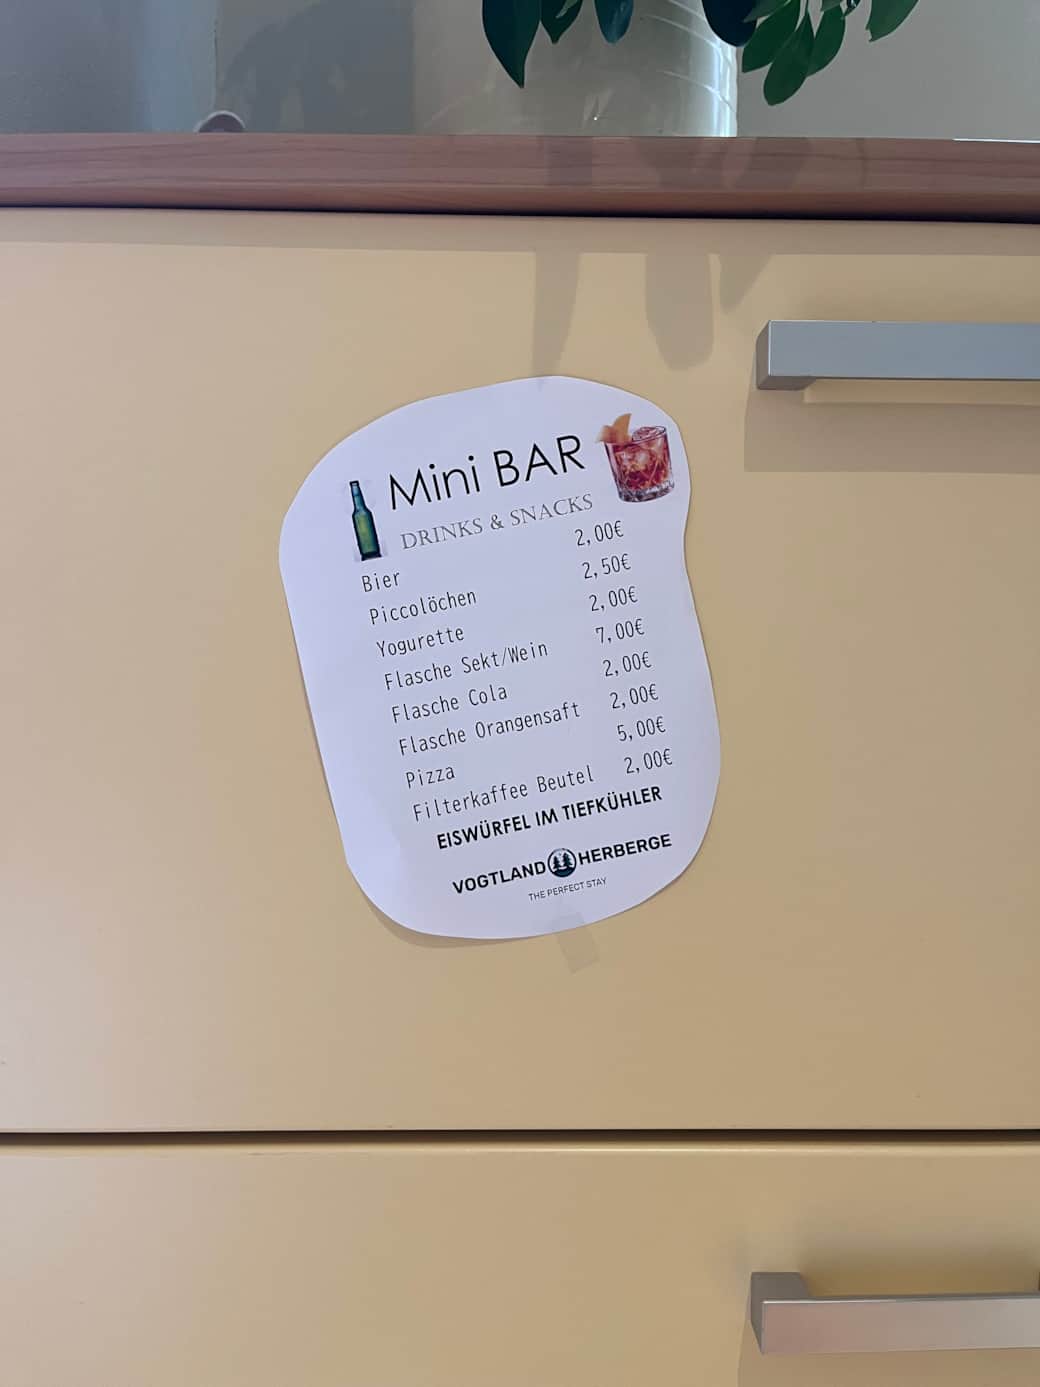 Mini BAR
DRINKS & SNACKS
Bier 2,00€
Piccolöchen 2,50€
Yogurette 2,00€
Flasche Sekt/Wein 7,00€
Flasche Cola 2,00€
Flasche Orangensaft 2,00€
Pizza 5,00€
Filterkaffee Beutel 2,00€
EISWÜRFEL IM TIEFKÜHLER
VOGTLAND HERBERGE
THE PERFECT STAY